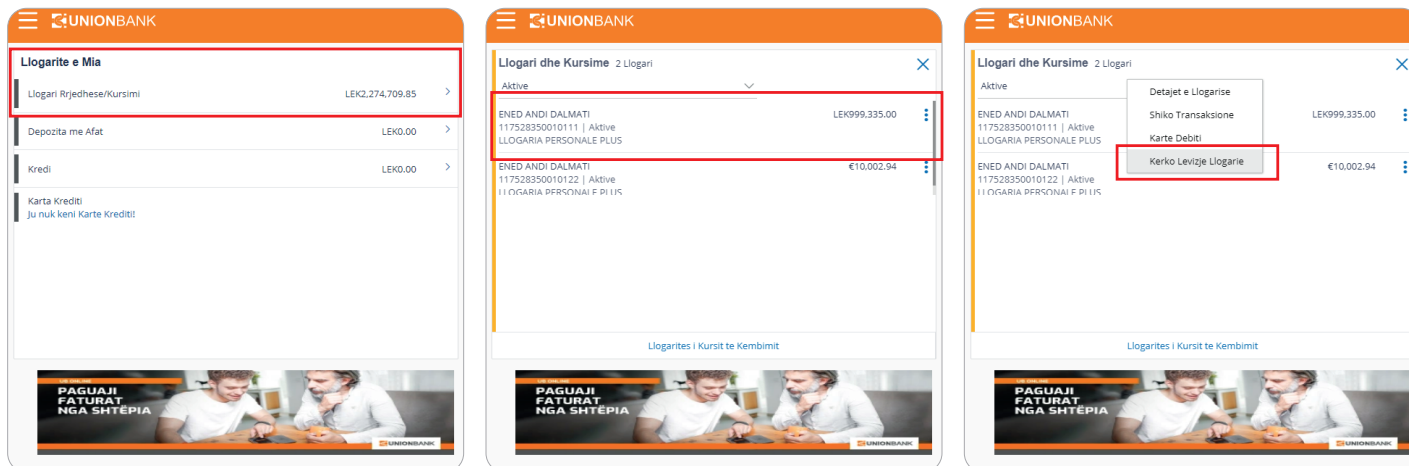 UNIONBANK
Llogarite e Mia
Llogari Rrjedhese/Kursimi LEK2,274,709.85
Depozita me Afat LEK0.00
Kredi LEK0.00
Karta Krediti
Ju nuk keni Karte Krediti!
UBI ONLINE
PAGUAJI
FATURAT
NGA SHTËPIA
UNIONBANK
UNIONBANK
Llogari dhe Kursime 2 Llogari
Aktive
ENED ANDI DALMATI LEK999,335.00
117528350010111 | Aktive
LLOGARIA PERSONALE PLUS
ENED ANDI DALMATI €10,002.94
117528350010122 | Aktive
LLOGARIA PERSONALE PLUS
Llogarites i Kursit te Kembimit
PAGUAJI
FATURAT
NGA SHTËPIA
UNIONBANK
UNIONBANK
Llogari dhe Kursime 2 Llogari
Aktive
Detajet e Llogarise
Shiko Transaksione
Karte Debiti
Kerko Levizje Llogarie
ENED ANDI DALMATI LEK999,335.00
117528350010111 | Aktive
LLOGARIA PERSONALE PLUS
ENED ANDI DALMATI €10,002.94
117528350010122 | Aktive
LLOGARIA PERSONALE PLUS
Llogarites i Kursit te Kembimit
PAGUAJI
FATURAT
NGA SHTËPIA
UNIONBANK